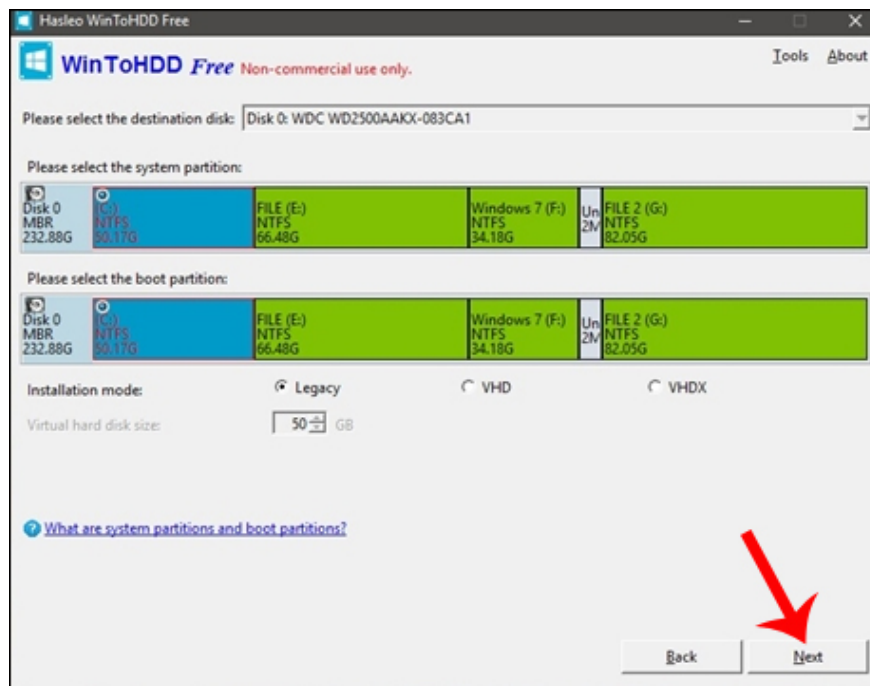 Hasleo WinToHDD Free
WinToHDD Free Non-commercial use only.
Tools About
Please select the destination disk: Disk 0: WDC WD2500AAKX-083CA1
Please select the system partition:
Disk 0
MBR
232.88G
(C:)
NTFS
50.17G
FILE (E:)
NTFS
66.48G
Windows 7 (F:)
NTFS
34.18G
Un
2M
FILE 2 (G:)
NTFS
82.05G
Please select the boot partition:
Disk 0
MBR
232.88G
(C:)
NTFS
50.17G
FILE (E:)
NTFS
66.48G
Windows 7 (F:)
NTFS
34.18G
Un
2M
FILE 2 (G:)
NTFS
82.05G
Installation mode: Legacy VHD VHDX
Virtual hard disk size: 50 GB
What are system partitions and boot partitions?
Back Next